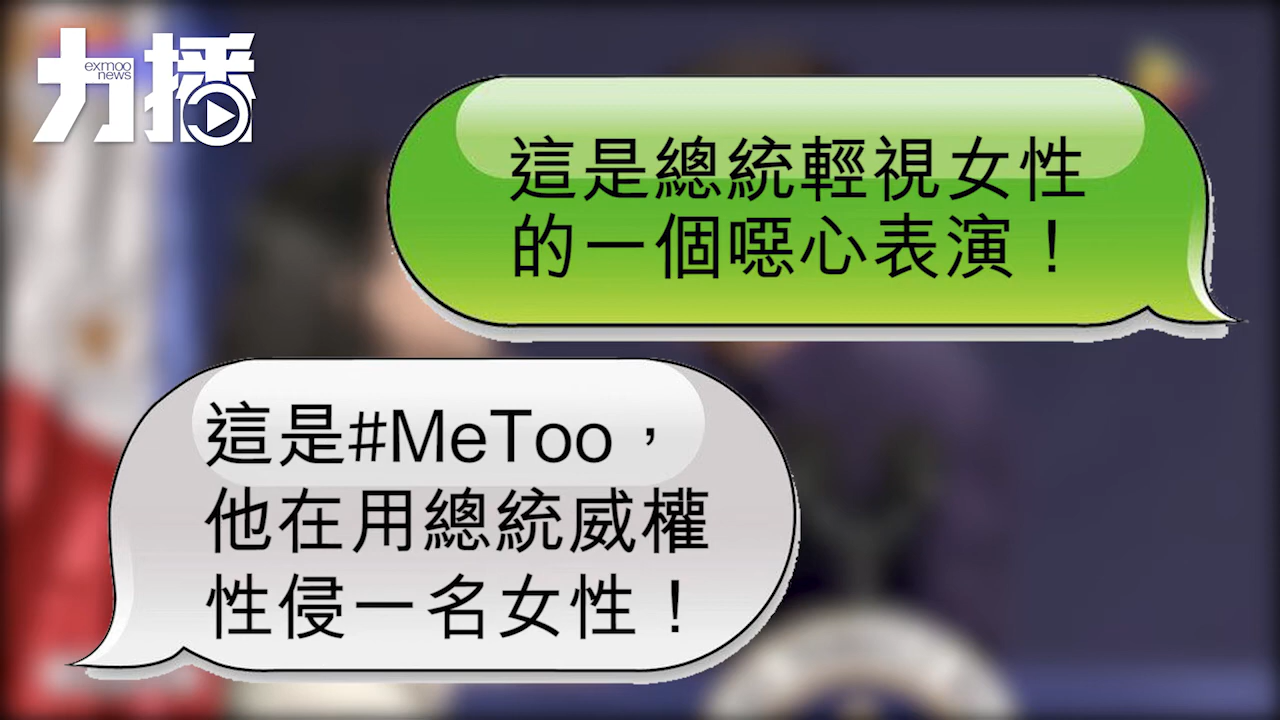 力播
exmoo
news
這是總統輕視女性
的一個噁心表演！
這是#MeToo，
他在用總統威權
性侵一名女性！